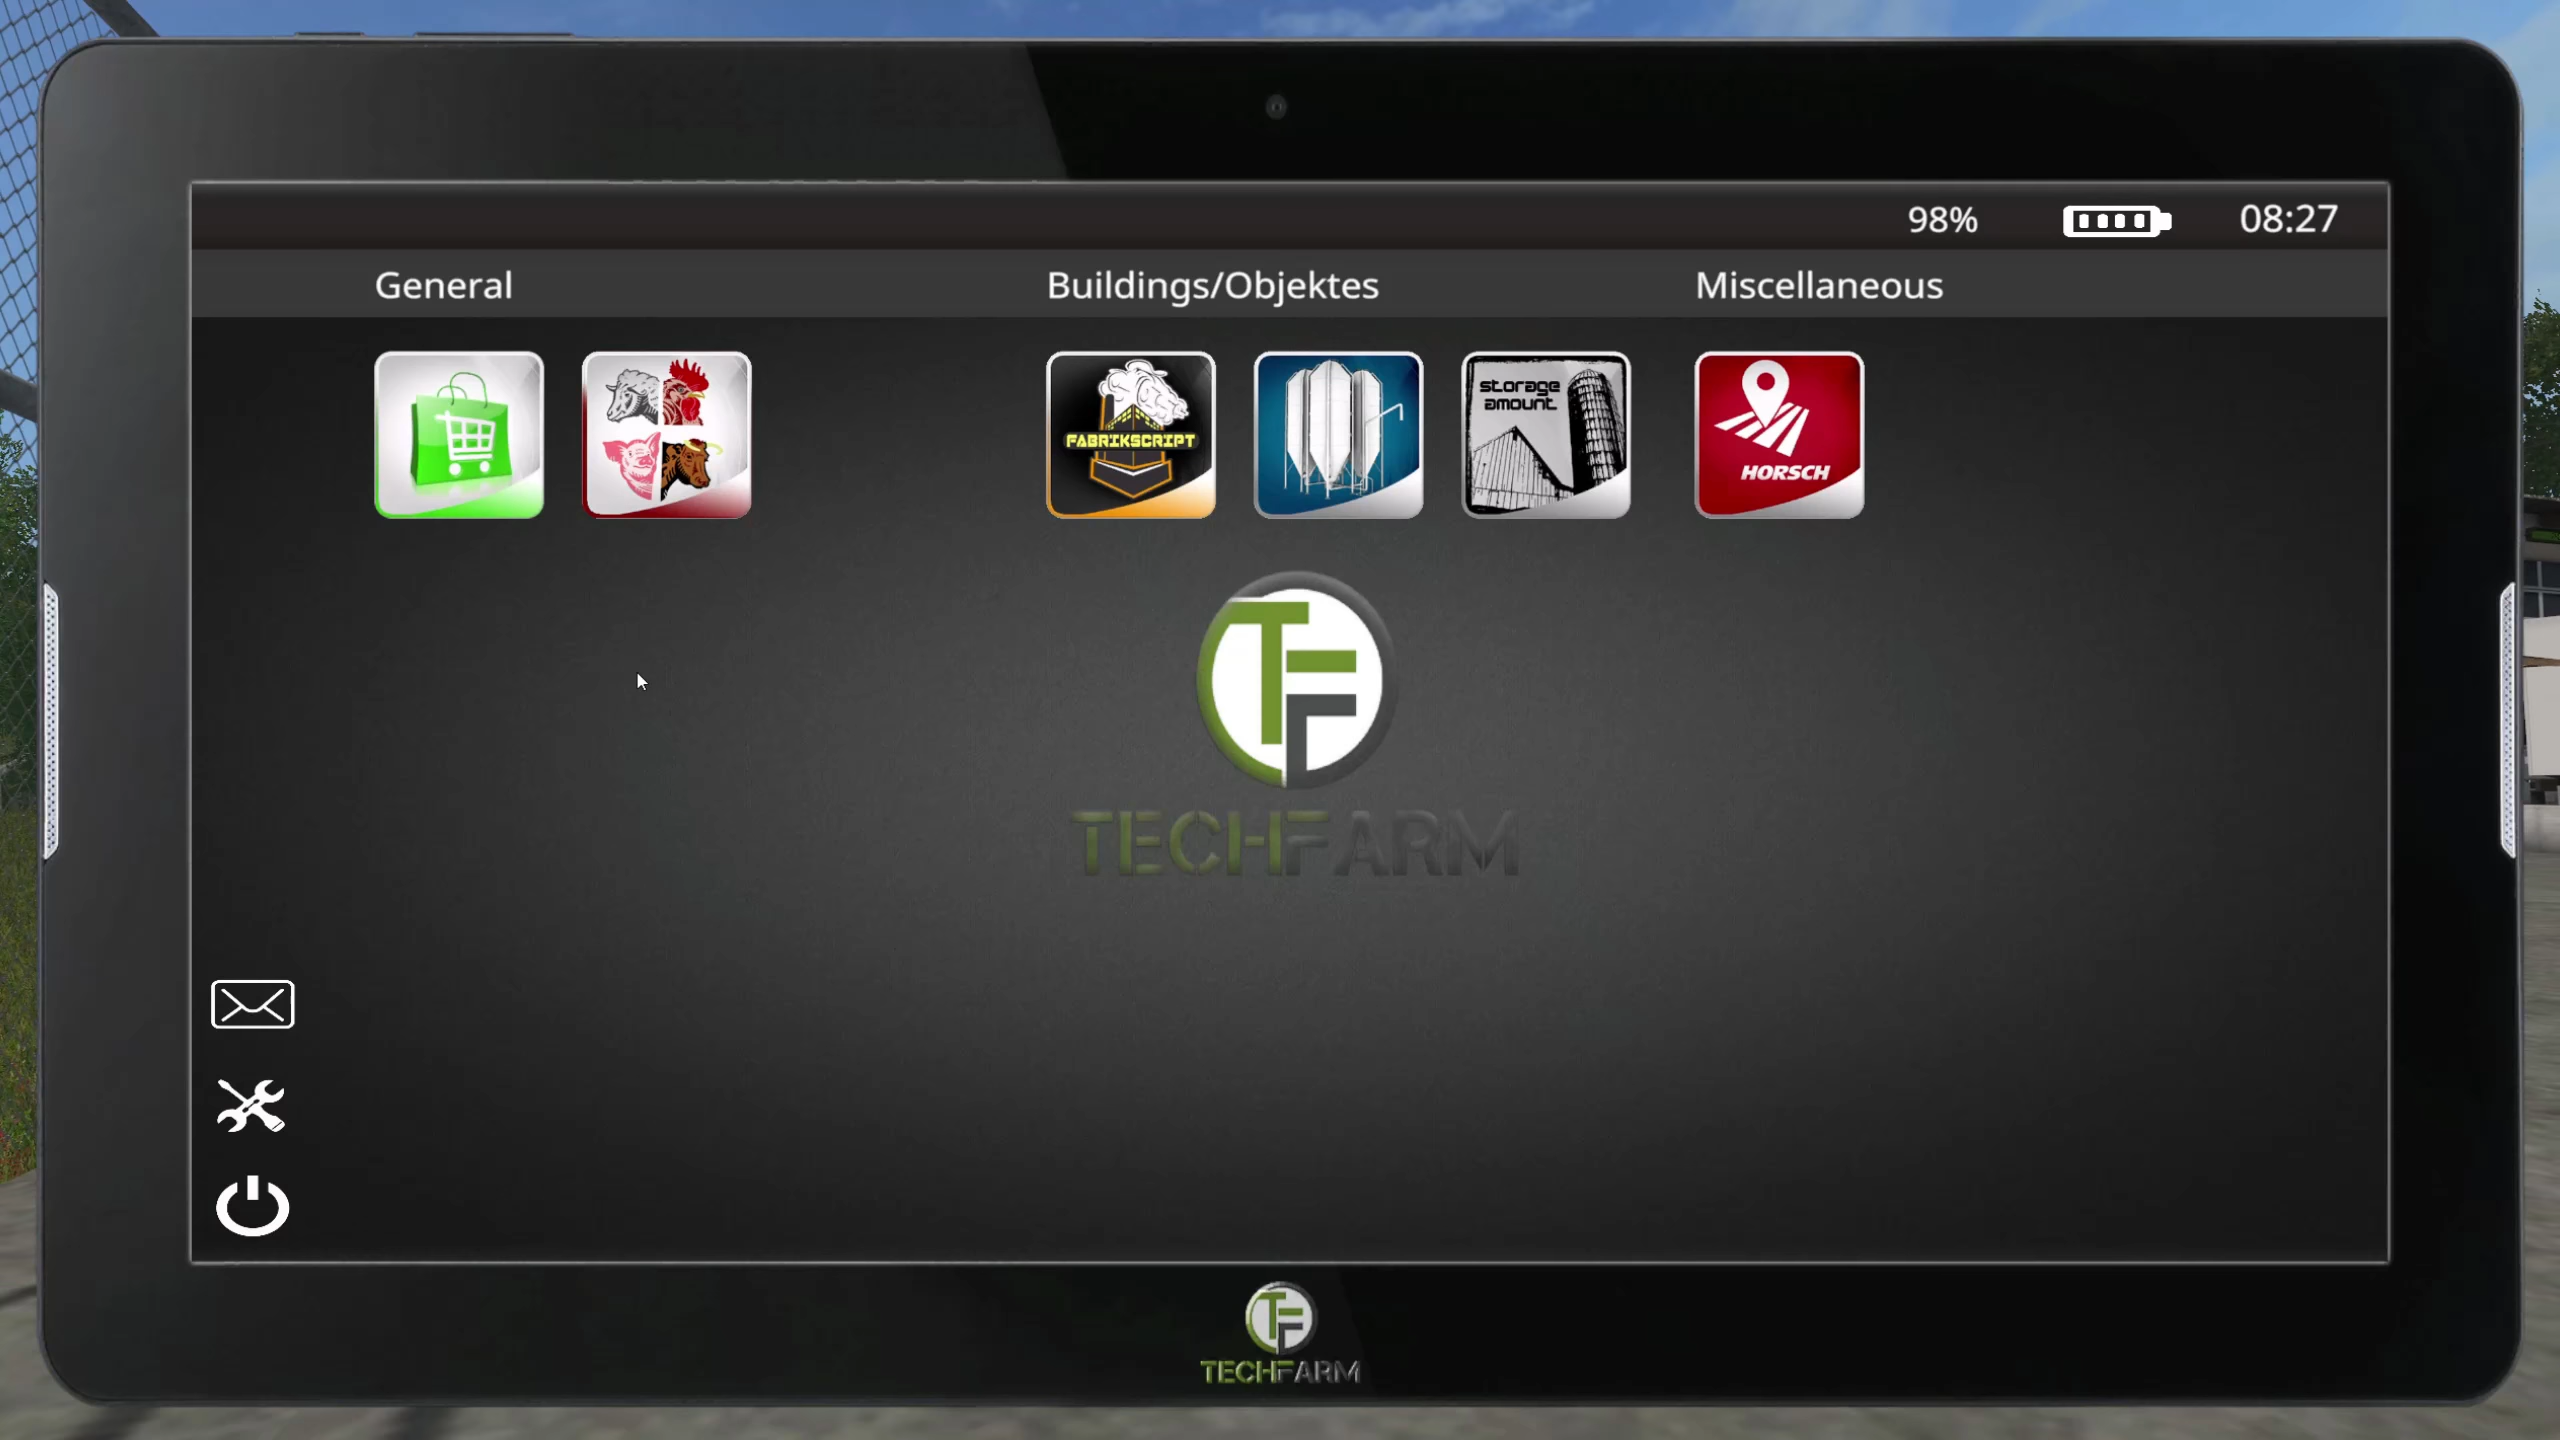 98% 08:27
General Buildings/Objektes Miscellaneous
FABRIKSCRIPT
storage
amount
HORSCH
TF
TECHFARM
TF
TECHFARM